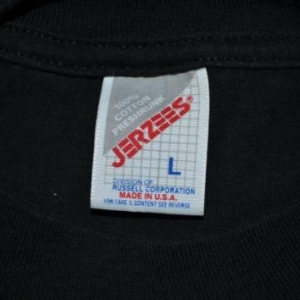 100%
COTTON
PRESHRUNK
JERZEES®
L
DIVISION OF
RUSSELL CORPORATION
MADE IN U.S.A.
FOR CARE & CONTENT SEE REVERSE